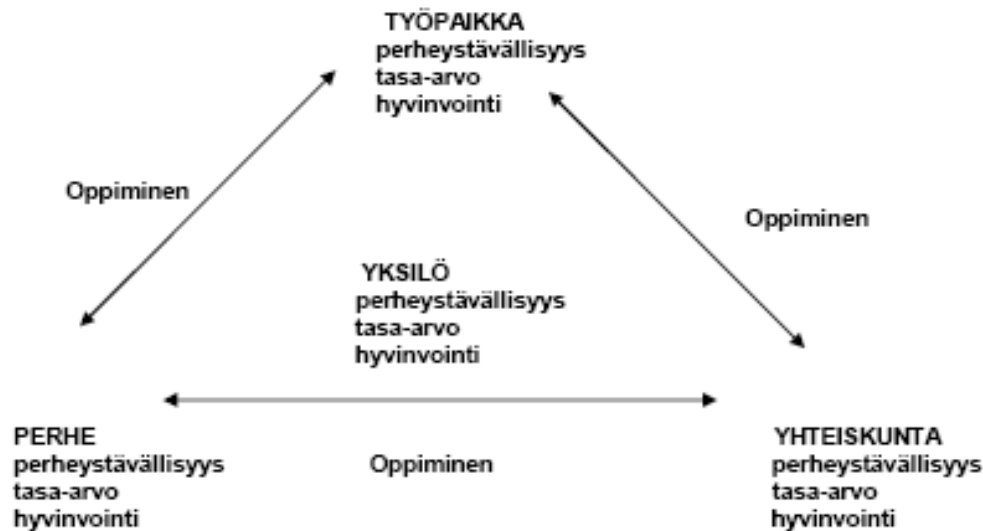 TYÖPAIKKA
perheystävällisyys
tasa-arvo
hyvinvointi
Oppiminen
Oppiminen
YKSILÖ
perheystävällisyys
tasa-arvo
hyvinvointi
PERHE
perheystävällisyys
tasa-arvo
hyvinvointi
Oppiminen
YHTEISKUNTA
perheystävällisyys
tasa-arvo
hyvinvointi